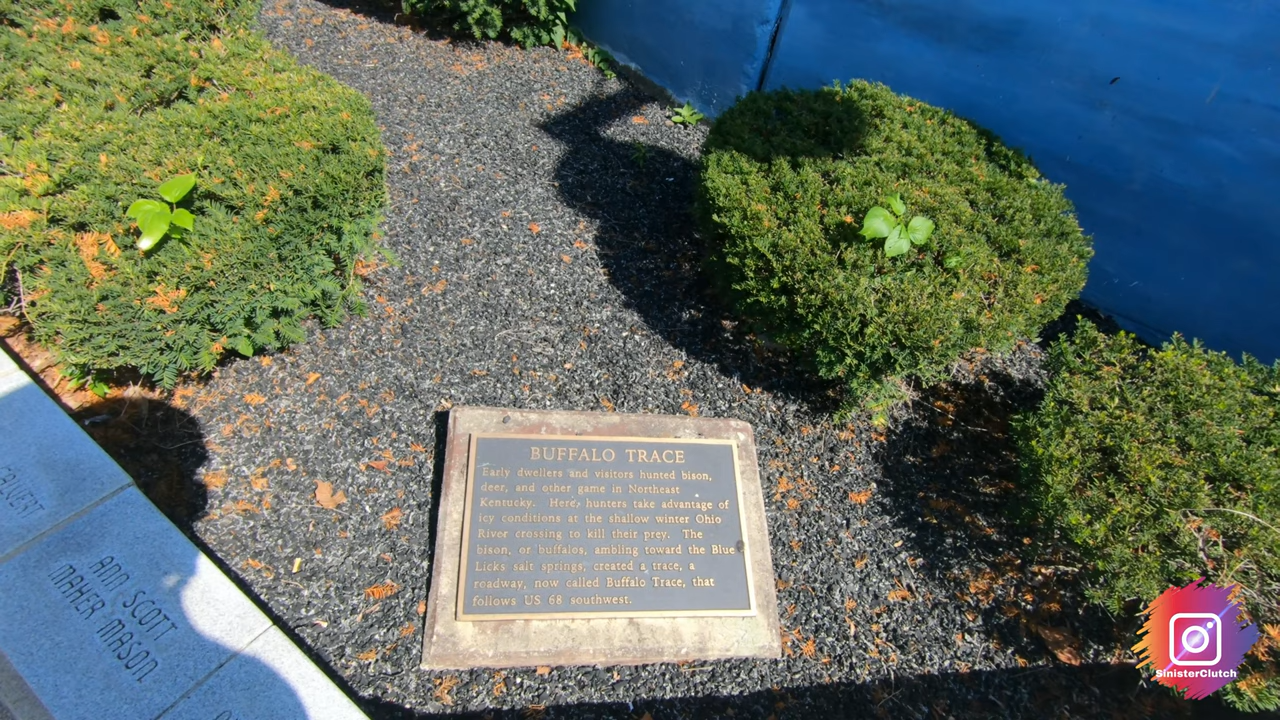 BUFFALO TRACE
Early dwellers and visitors hunted bison,
deer, and other game in Northeast
Kentucky. Here, hunters take advantage of
icy conditions at the shallow winter Ohio
River crossing to kill their prey. The
bison, or buffalos, ambling toward the Blue
Licks salt springs, created a trace, a
roadway, now called Buffalo Trace, that
follows US 68 southwest.
ANN SCOTT
MAHER MASON
SinisterClutch